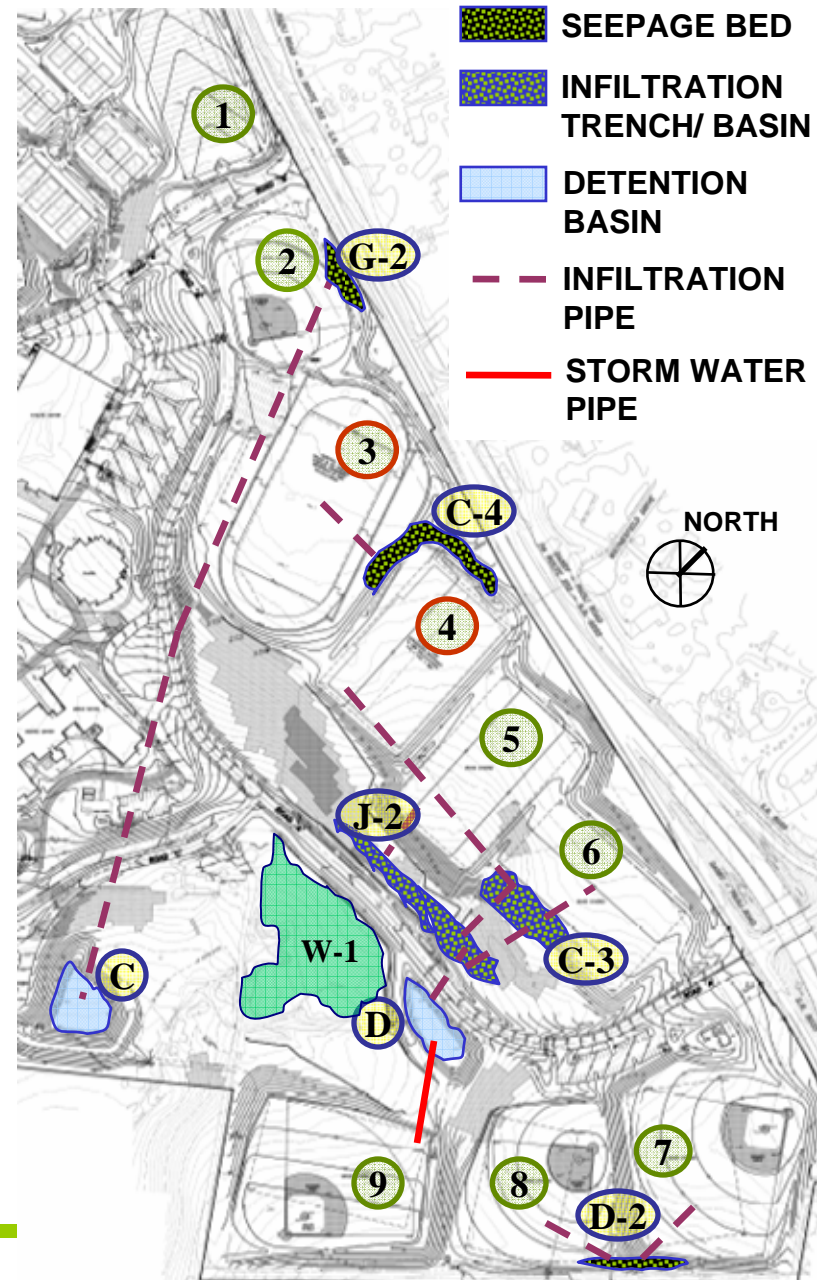 SEEPAGE BED
INFILTRATION
TRENCH/ BASIN
DETENTION
BASIN
INFILTRATION
PIPE
STORM WATER
PIPE
1
2
G-2
3
C-4
NORTH
4
5
J-2
6
W-1
C-3
C
D
7
8
9
D-2